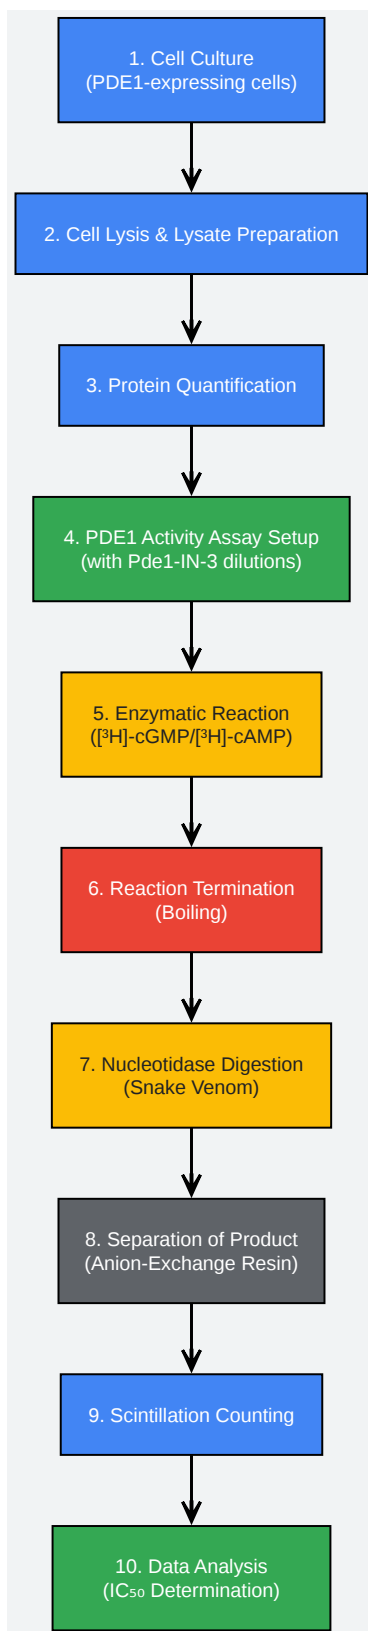 1. Cell Culture
(PDE1-expressing cells)
2. Cell Lysis & Lysate Preparation
3. Protein Quantification
4. PDE1 Activity Assay Setup
(with Pde1-IN-3 dilutions)
5. Enzymatic Reaction
([³H]-cGMP/[³H]-cAMP)
6. Reaction Termination
(Boiling)
7. Nucleotidase Digestion
(Snake Venom)
8. Separation of Product
(Anion-Exchange Resin)
9. Scintillation Counting
10. Data Analysis
(IC₅₀ Determination)